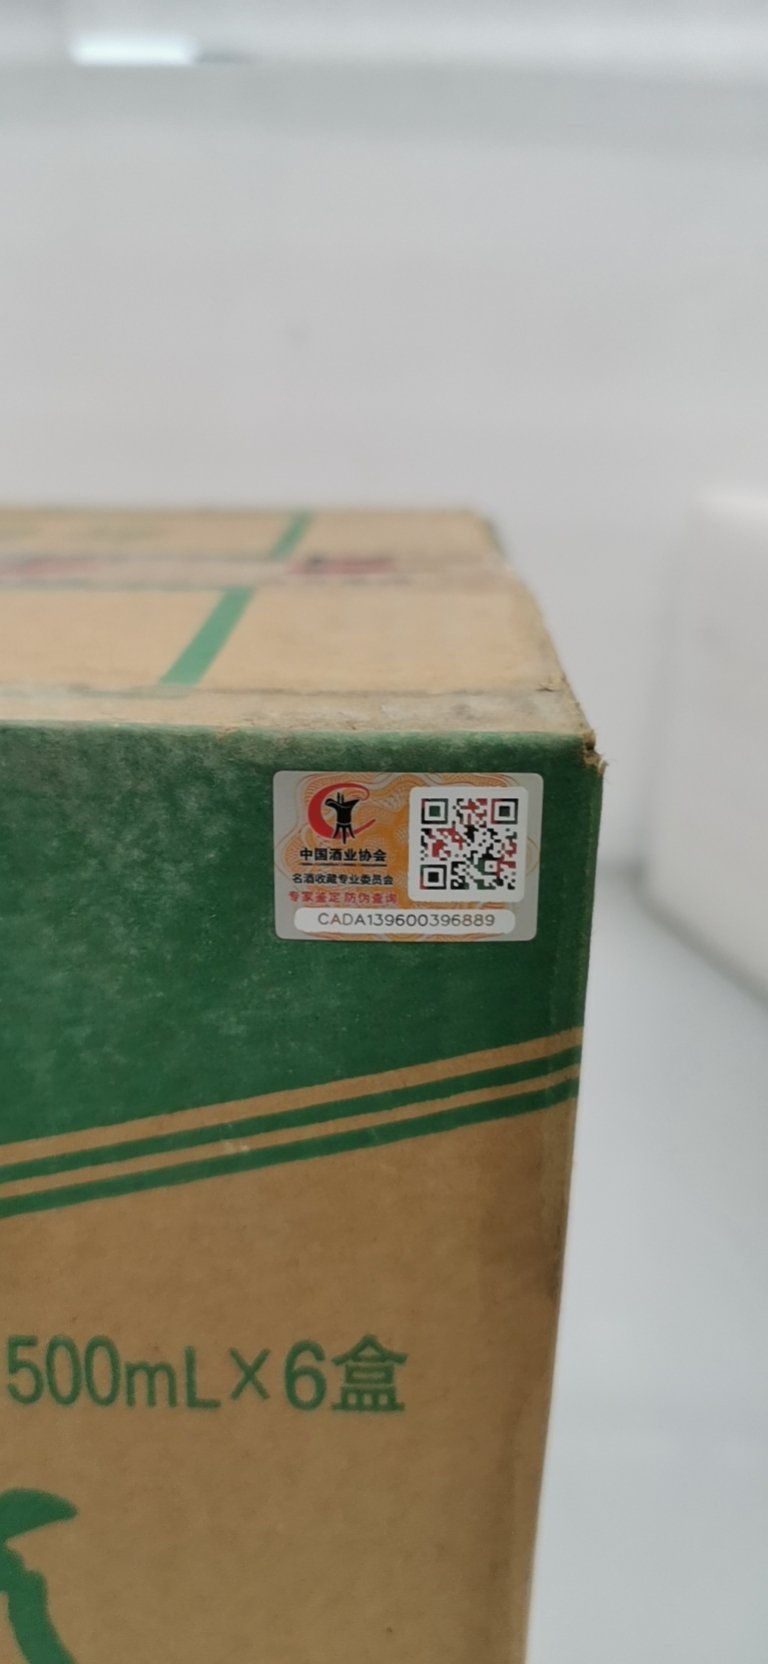 中国酒业协会
名酒收藏专业委员会
专家鉴定 防伪查询
CADA139600396889
500mL×6盒